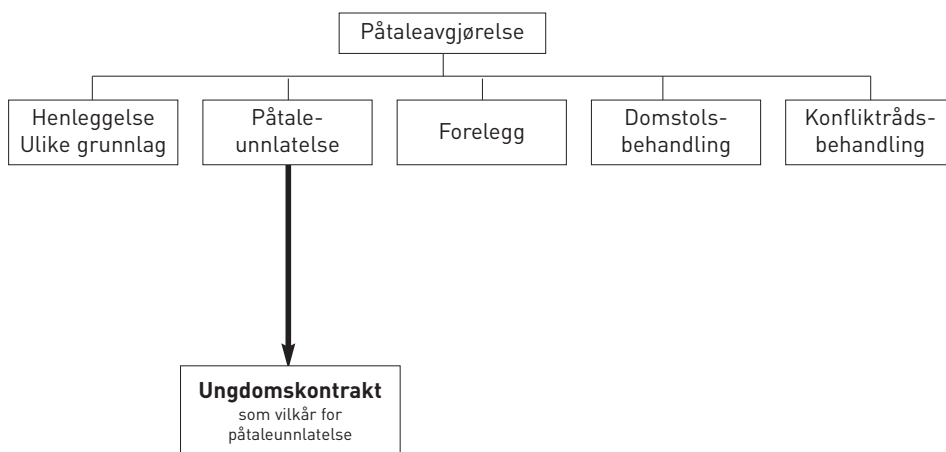 Påtaleavgjørelse
Henleggelse
Ulike grunnlag
Påtale-
unnlatelse
Forelegg
Domstols-
behandling
Konfliktråds-
behandling
Ungdomskontrakt
som vilkår for
påtaleunnlatelse